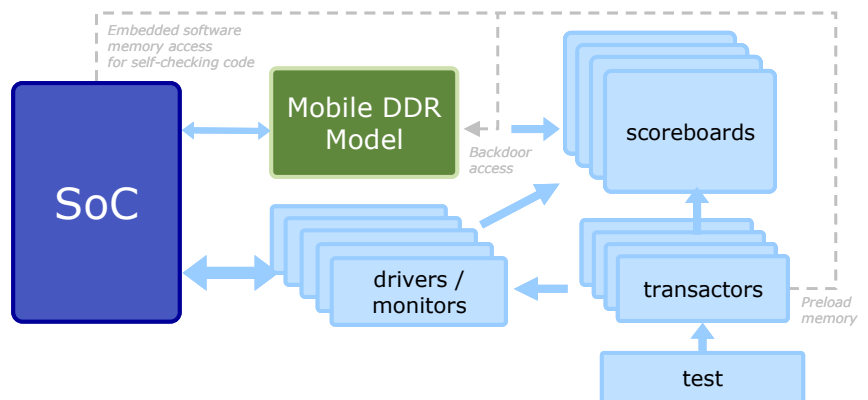 Embedded software
memory access
for self-checking code
Mobile DDR
Model
Backdoor
access
scoreboards
SoC
drivers /
monitors
transactors
Preload
memory
test